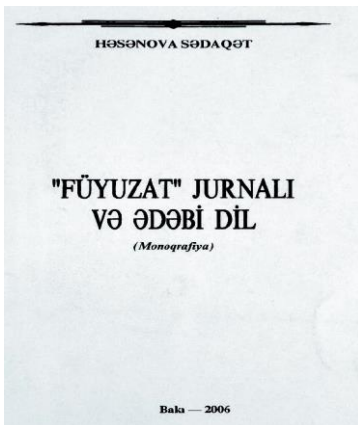 HƏSƏNOVA SƏDAQƏT
"FÜYUZAT" JURNALI
VƏ ƏDƏBİ DİL
(Monoqrafiya)
Bakı — 2006